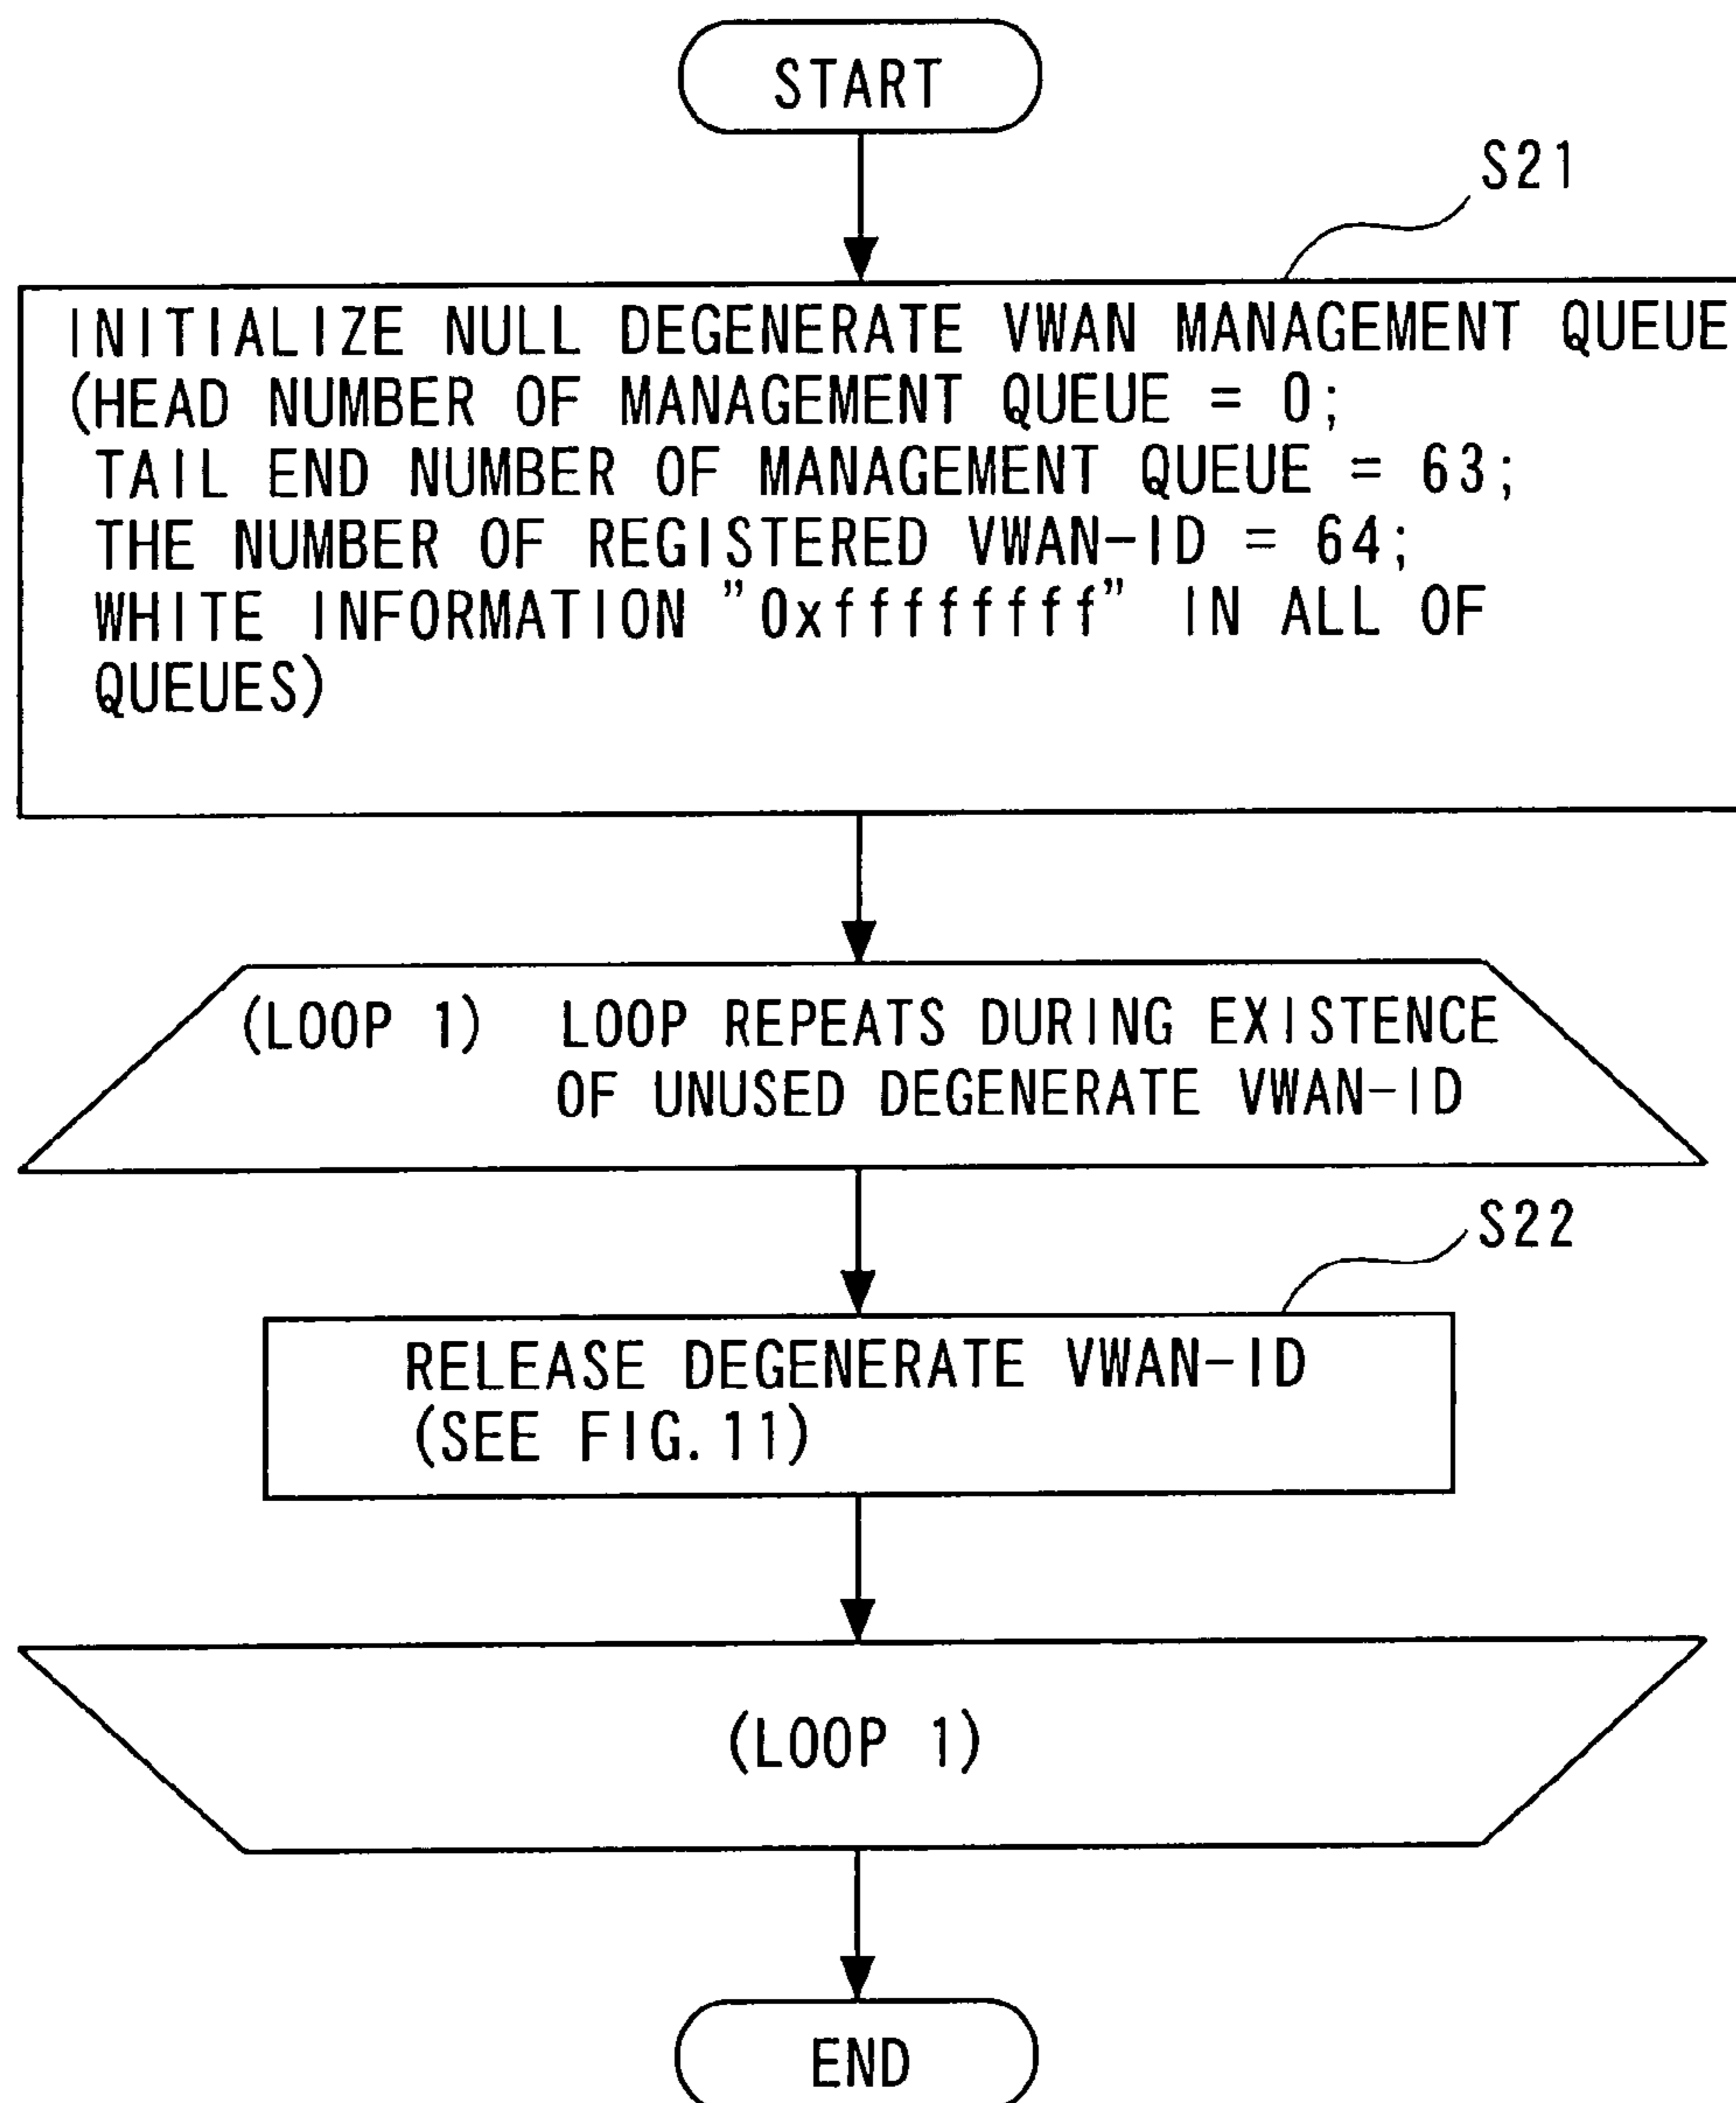 START
S21
INITIALIZE NULL DEGENERATE VWAN MANAGEMENT QUEUE
(HEAD NUMBER OF MANAGEMENT QUEUE = 0;
TAIL END NUMBER OF MANAGEMENT QUEUE = 63;
THE NUMBER OF REGISTERED VWAN-ID = 64;
WHITE INFORMATION "0xffffffff" IN ALL OF
QUEUES)
(LOOP 1) LOOP REPEATS DURING EXISTENCE
OF UNUSED DEGENERATE VWAN-ID
S22
RELEASE DEGENERATE VWAN-ID
(SEE FIG.11)
(LOOP 1)
END